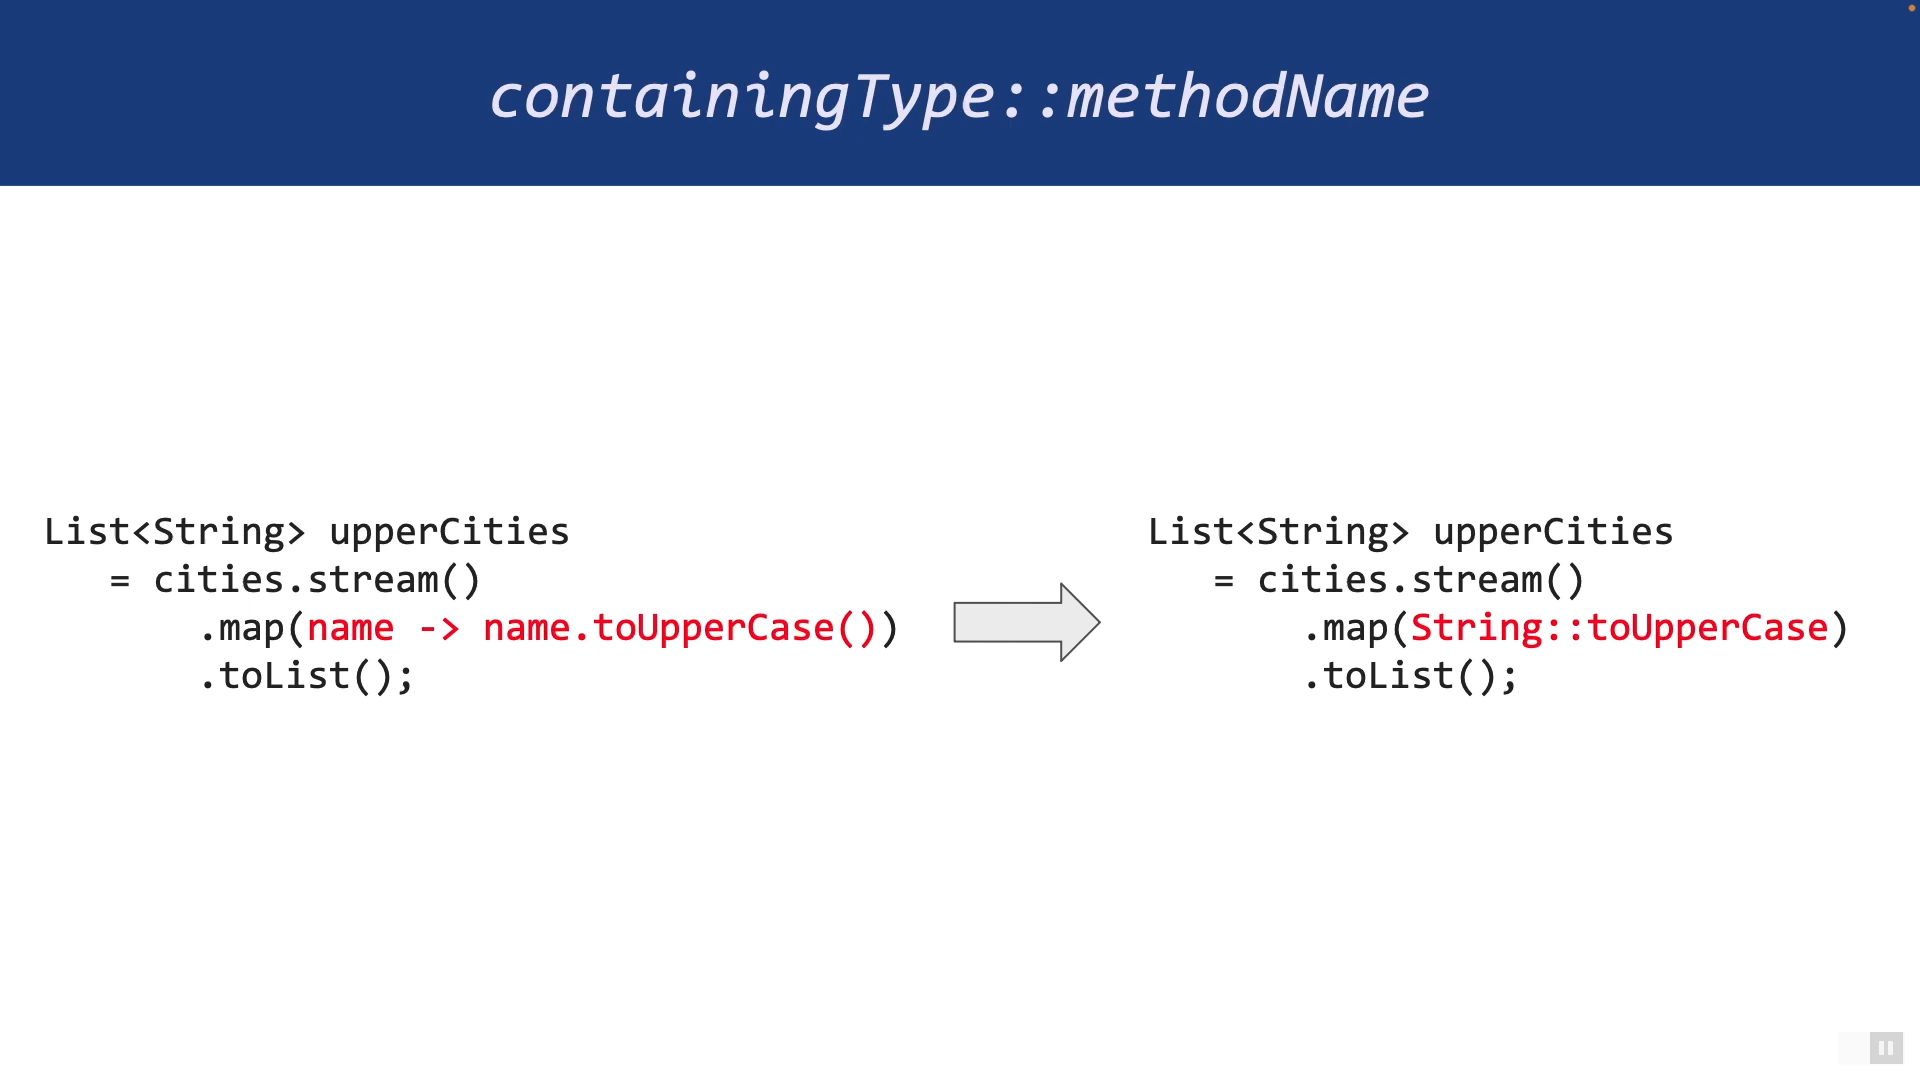 containingType::methodName
List<String> upperCities
= cities.stream()
.map(name -> name.toUpperCase())
.toList();
List<String> upperCities
= cities.stream()
.map(String::toUpperCase)
.toList();